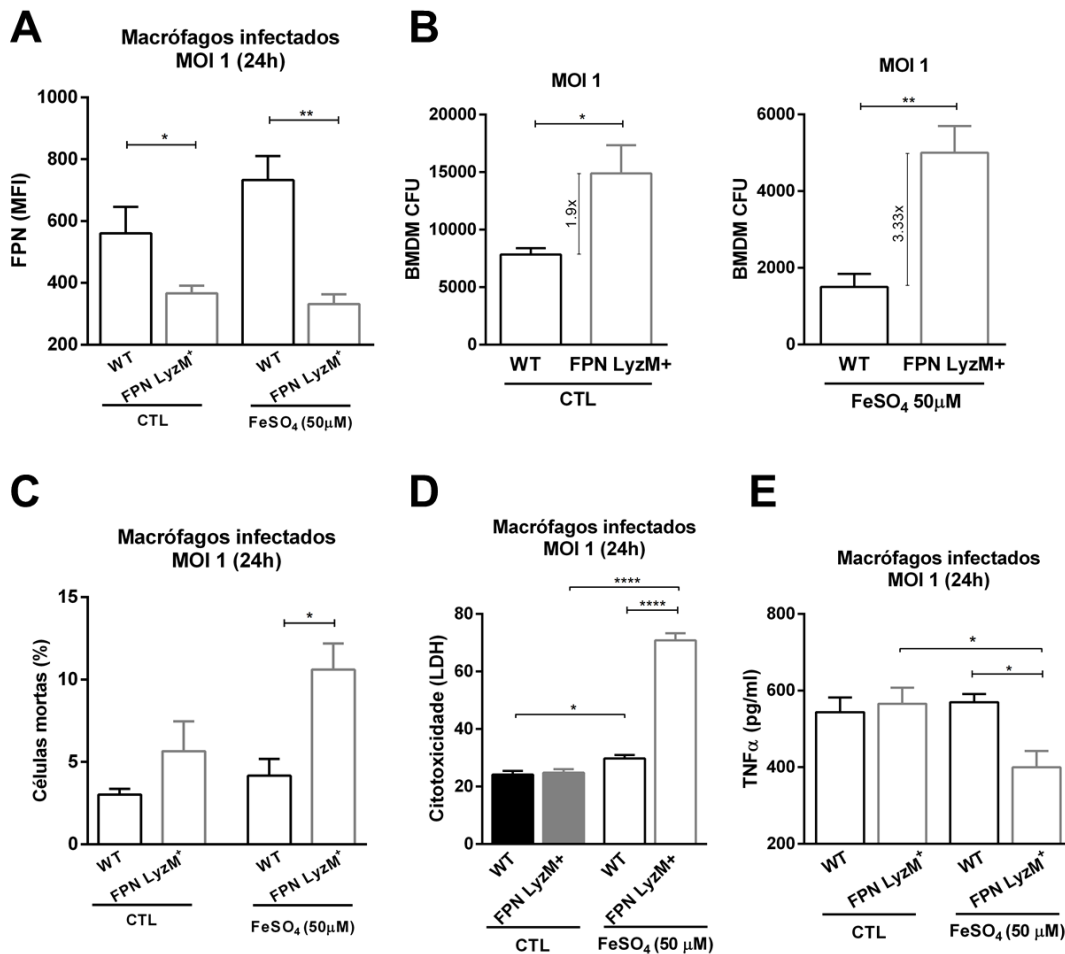 A
Macrófagos infectados
MOI 1 (24h)
FPN (MFI)
1000
800
600
400
200
*
**
WT
FPN LyzM+
WT
FPN LyzM+
CTL
FeSO4 (50μM)
B
MOI 1
BMDM CFU
20000
15000
10000
5000
0
*
1.9x
WT
FPN LyzM+
CTL
MOI 1
BMDM CFU
6000
4000
2000
0
**
3.33x
WT
FPN LyzM+
FeSO4 50μM
C
Macrófagos infectados
MOI 1 (24h)
Células mortas (%)
15
10
5
0
*
WT
FPN LyzM+
WT
FPN LyzM+
CTL
FeSO4 (50μM)
D
Macrófagos infectados
MOI 1 (24h)
Citotoxicidade (LDH)
80
60
40
20
0
****
****
*
WT
FPN LyzM+
WT
FPN LyzM+
CTL
FeSO4 (50 μM)
E
Macrófagos infectados
MOI 1 (24h)
TNFα (pg/ml)
800
600
400
200
*
*
WT
FPN LyzM+
WT
FPN LyzM+
CTL
FeSO4 (50 μM)